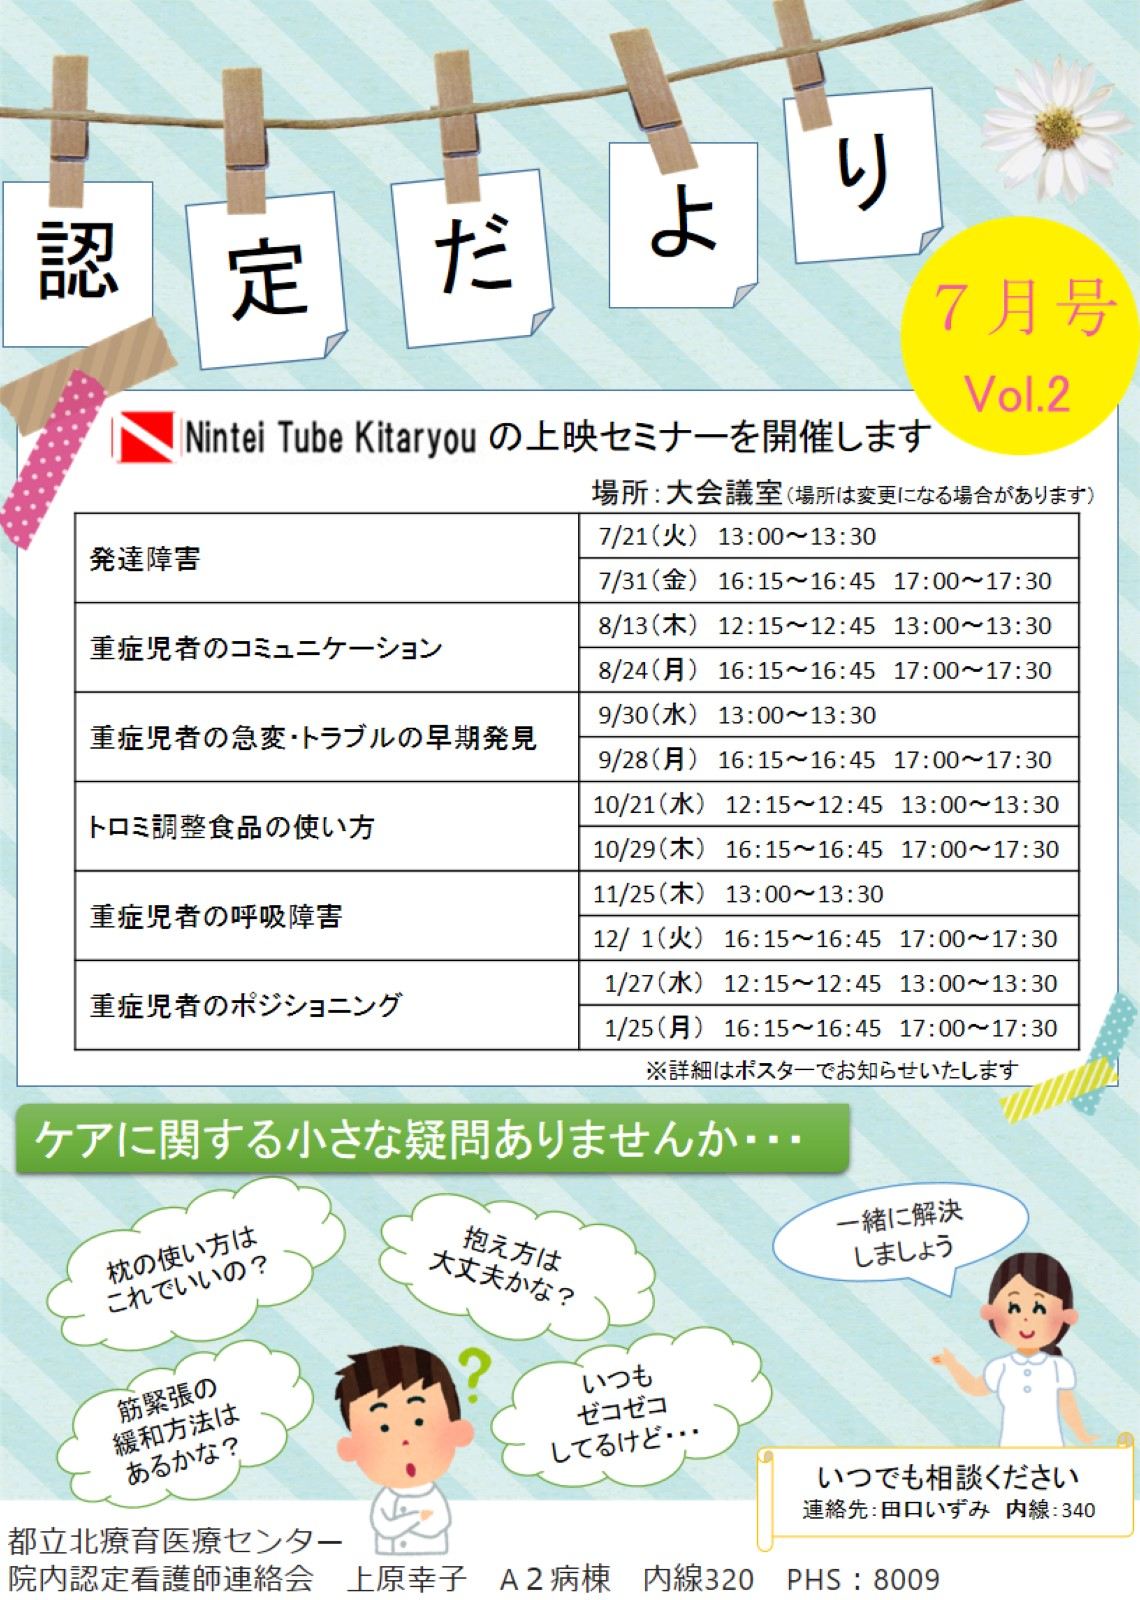 認定だより
7月号
Vol.2
Nintei Tube Kitaryou の上映セミナーを開催します
場所：大会議室（場所は変更になる場合があります）
発達障害
7/21（火） 13：00～13：30
7/31（金） 16：15～16：45 17：00～17：30
重症児者のコミュニケーション
8/13（木） 12：15～12：45 13：00～13：30
8/24（月） 16：15～16：45 17：00～17：30
重症児者の急変・トラブルの早期発見
9/30（水） 13：00～13：30
9/28（月） 16：15～16：45 17：00～17：30
トロミ調整食品の使い方
10/21（水） 12：15～12：45 13：00～13：30
10/29（木） 16：15～16：45 17：00～17：30
重症児者の呼吸障害
11/25（木） 13：00～13：30
12/ 1（火） 16：15～16：45 17：00～17：30
重症児者のポジショニング
1/27（水） 12：15～12：45 13：00～13：30
1/25（月） 16：15～16：45 17：00～17：30
※詳細はポスターでお知らせいたします
ケアに関する小さな疑問ありませんか・・・
枕の使い方は
これでいいの？
抱え方は
大丈夫かな？
一緒に解決
しましょう
筋緊張の
緩和方法は
あるかな？
いつも
ゼコゼコ
してるけど・・・
いつでも相談ください
連絡先：田口いずみ 内線：340
都立北療育医療センター
院内認定看護師連絡会 上原幸子 A２病棟 内線320 PHS：8009